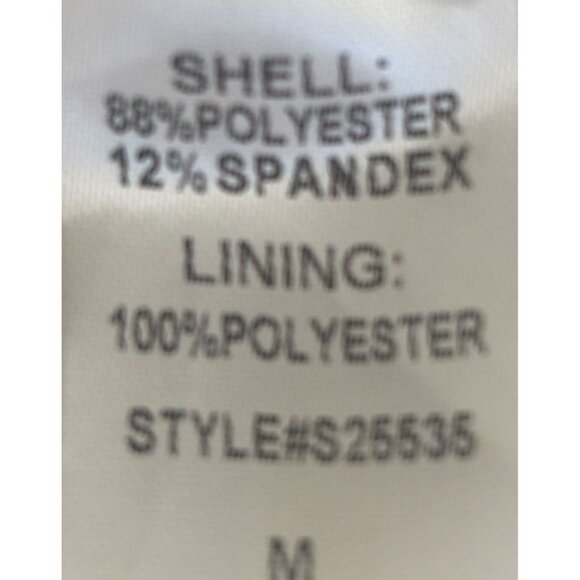 SHELL:
88%POLYESTER
12%SPANDEX
LINING:
100%POLYESTER
STYLE#S25535
M